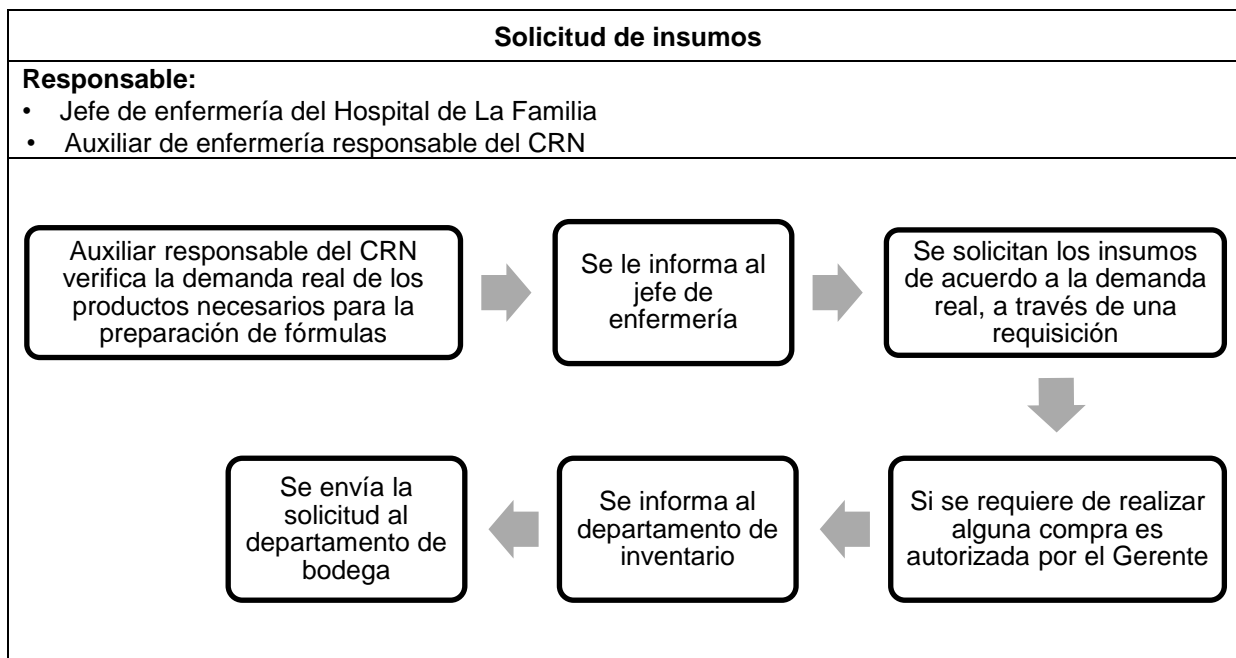 Solicitud de insumos
Responsable:
• Jefe de enfermería del Hospital de La Familia
• Auxiliar de enfermería responsable del CRN
Auxiliar responsable del CRN
verifica la demanda real de los
productos necesarios para la
preparación de fórmulas
Se le informa al
jefe de
enfermería
Se solicitan los insumos
de acuerdo a la demanda
real, a través de una
requisición
Si se requiere de realizar
alguna compra es
autorizada por el Gerente
Se informa al
departamento de
inventario
Se envía la
solicitud al
departamento de
bodega